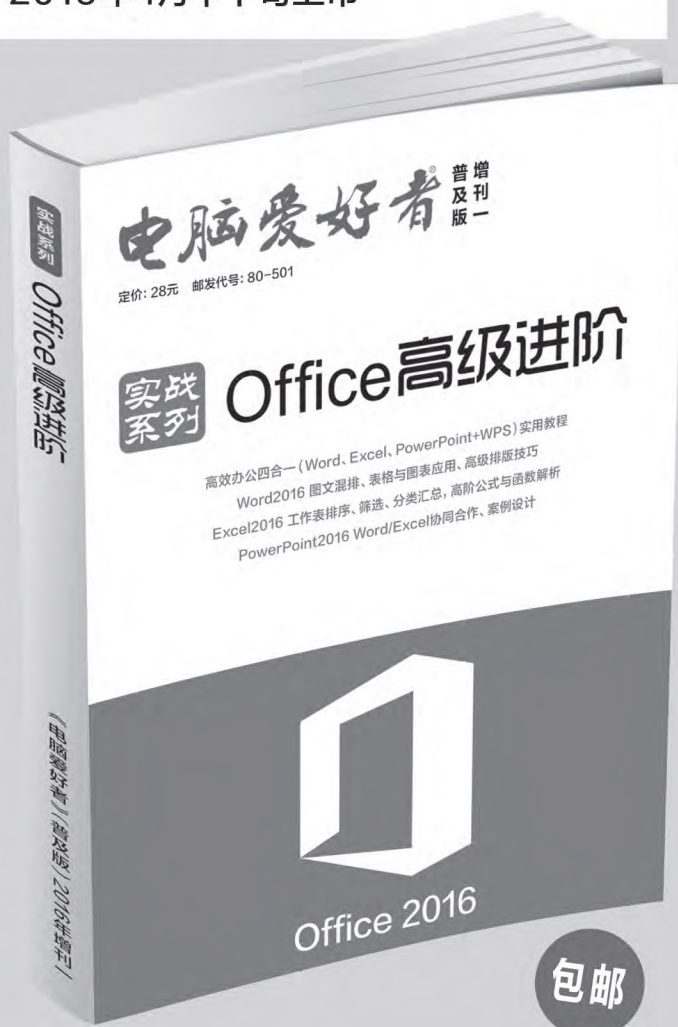 电脑爱好者
普及版
增刊一
定价：28元 邮发代号：80-501
实战系列
Office高级进阶
高效办公四合一（Word、Excel、PowerPoint+WPS）实用教程
Word2016 图文混排、表格与图表应用、高级排版技巧
Excel2016 工作表排序、筛选、分类汇总，高阶公式与函数解析
PowerPoint2016 Word/Excel协同合作、案例设计
Office 2016
实战系列
Office高级进阶
《电脑爱好者》（普及版）2016年增刊一
包邮